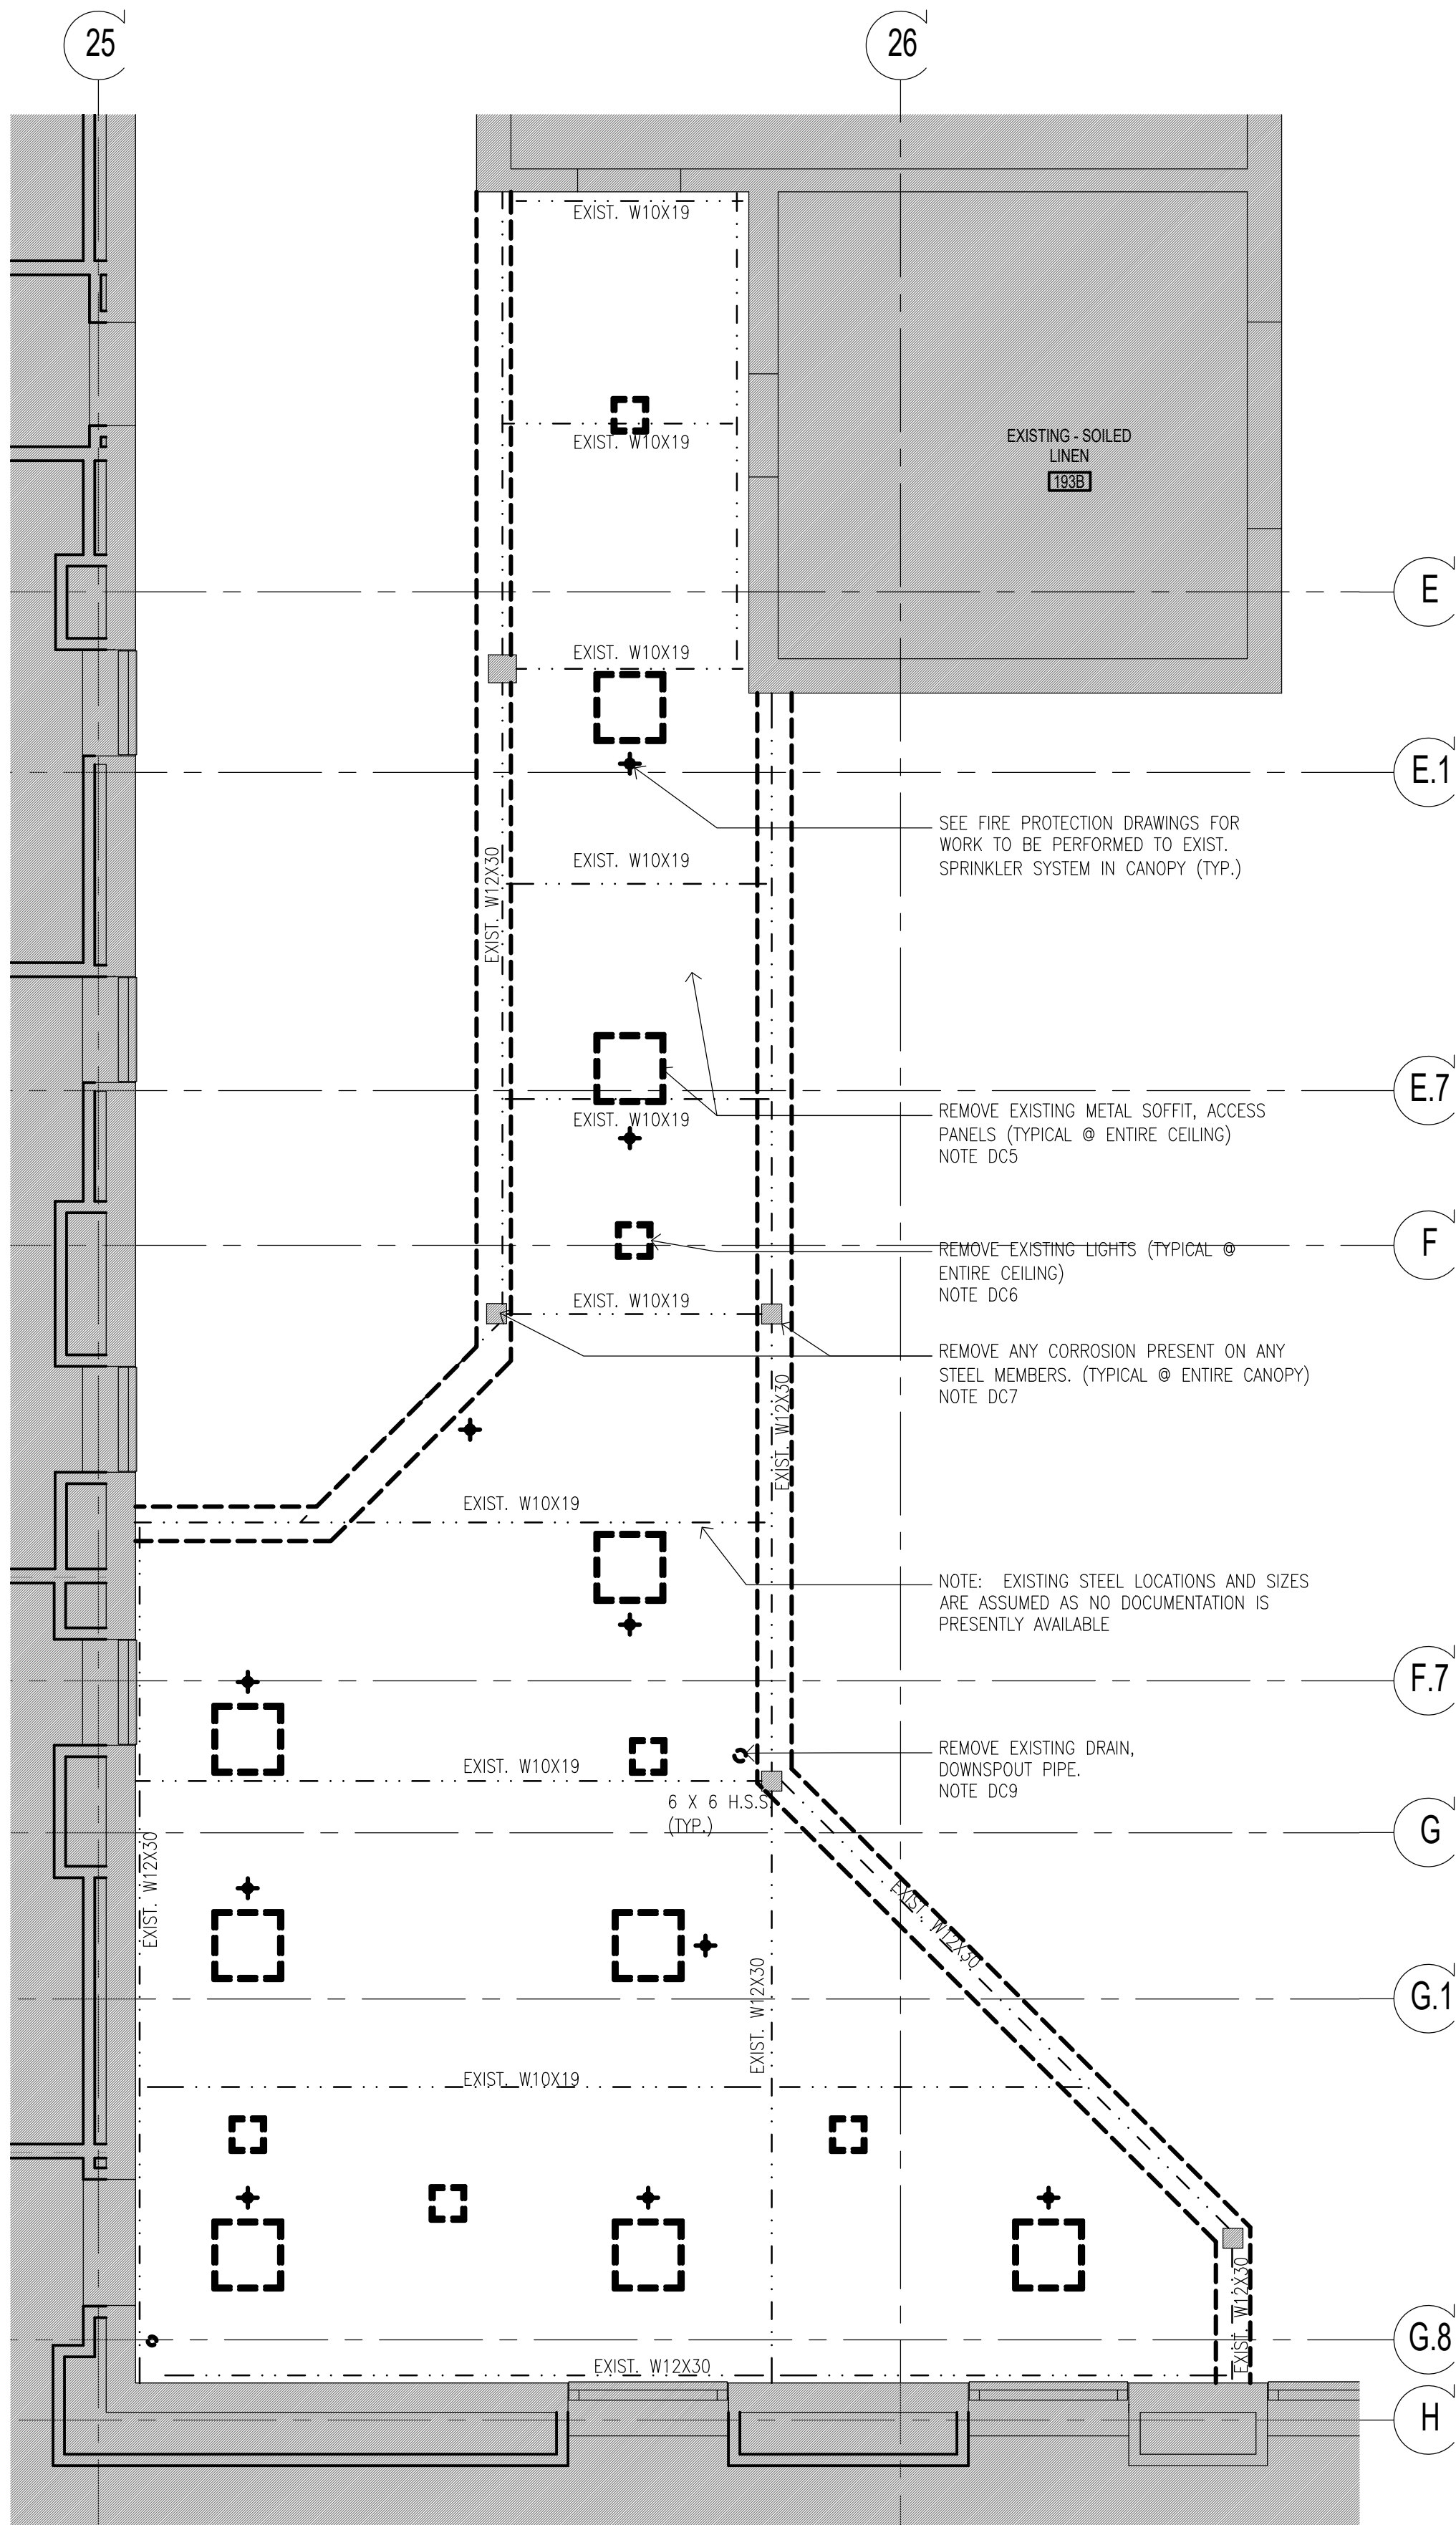 25
26
EXIST. W10X19
EXIST. W10X19
EXISTING - SOILED
LINEN
193B
E
EXIST. W10X19
E.1
SEE FIRE PROTECTION DRAWINGS FOR
WORK TO BE PERFORMED TO EXIST.
SPRINKLER SYSTEM IN CANOPY (TYP.)
EXIST. W10X19
EXIST. W12X30
E.7
REMOVE EXISTING METAL SOFFIT, ACCESS
PANELS (TYPICAL @ ENTIRE CEILING)
NOTE DC5
EXIST. W10X19
F
REMOVE EXISTING LIGHTS (TYPICAL @
ENTIRE CEILING)
NOTE DC6
EXIST. W10X19
REMOVE ANY CORROSION PRESENT ON ANY
STEEL MEMBERS. (TYPICAL @ ENTIRE CANOPY)
NOTE DC7
EXIST. W12X30
EXIST. W10X19
NOTE: EXISTING STEEL LOCATIONS AND SIZES
ARE ASSUMED AS NO DOCUMENTATION IS
PRESENTLY AVAILABLE
F.7
REMOVE EXISTING DRAIN,
DOWNSPOUT PIPE.
NOTE DC9
EXIST. W10X19
6 X 6 H.S.S.
(TYP.)
G
EXIST. W12X30
EXIST. W12X30
EXIST. W12X30
G.1
EXIST. W10X19
EXIST. W12X30
G.8
EXIST. W12X30
H